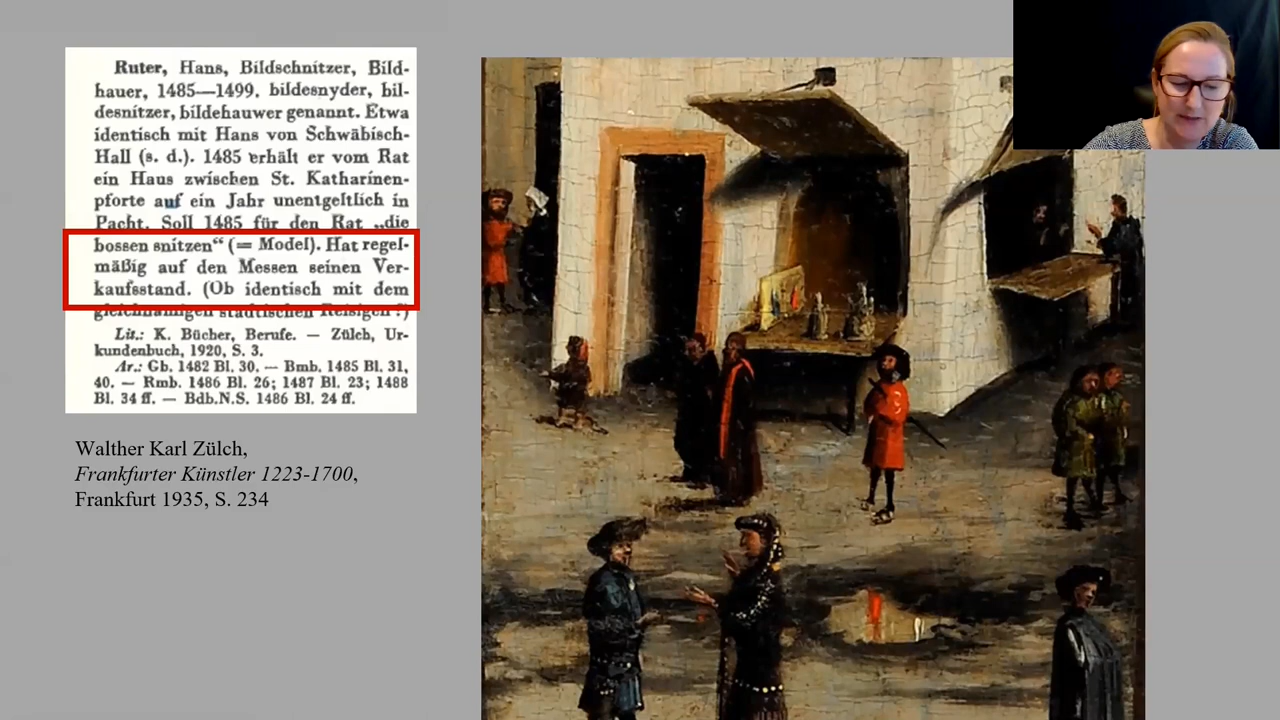 Ruter, Hans, Bildschnitzer, Bild-
hauer, 1485—1499, bildesnyder, bil-
desnitzer, bildehauwer genannt. Etwa
identisch mit Hans von Schwäbisch-
Hall (s. d.). 1485 erhält er vom Rat
ein Haus zwischen St. Katharinen-
pforte auf ein Jahr unentgeltlich in
Pacht. Soll 1485 für den Rat „die
bossen snitzen“ (= Model). Hat regel-
mäßig auf den Messen seinen Ver-
kaufsstand. (Ob identisch mit dem
gleichnamigen städtischen Reisigen?)
Lit.: K. Bücher, Berufe. — Zülch, Ur-
kundenbuch, 1920, S. 3.
Ar.: Gb. 1482 Bl. 30. — Bmb. 1485 Bl. 31,
40. — Rmb. 1486 Bl. 26; 1487 Bl. 23; 1488
Bl. 34 ff. — Bdb.N.S. 1486 Bl. 24 ff.
Walther Karl Zülch,
Frankfurter Künstler 1223-1700,
Frankfurt 1935, S. 234